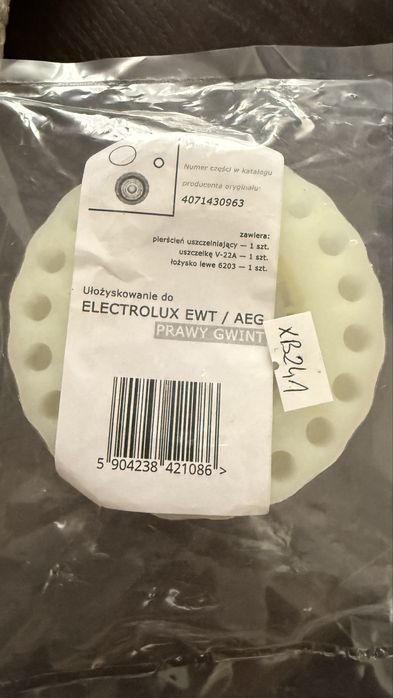 Numer części w katalogu
producenta oryginału:
4071430963
zawiera:
pierścień uszczelniający — 1 szt.
uszczelkę V-22A — 1 szt.
łożysko lewe 6203 — 1 szt.
Ułożyskowanie do
ELECTROLUX EWT / AEG
PRAWY GWINT
XB241
5 904238 421086 >